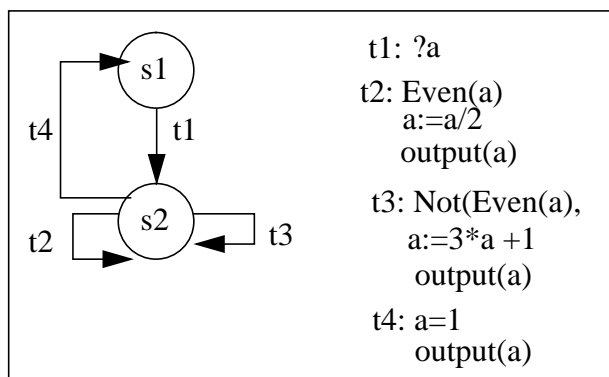 s1
t4
t1
s2
t2
t3
t1: ?a
t2: Even(a)
a:=a/2
output(a)
t3: Not(Even(a),
a:=3*a +1
output(a)
t4: a=1
output(a)